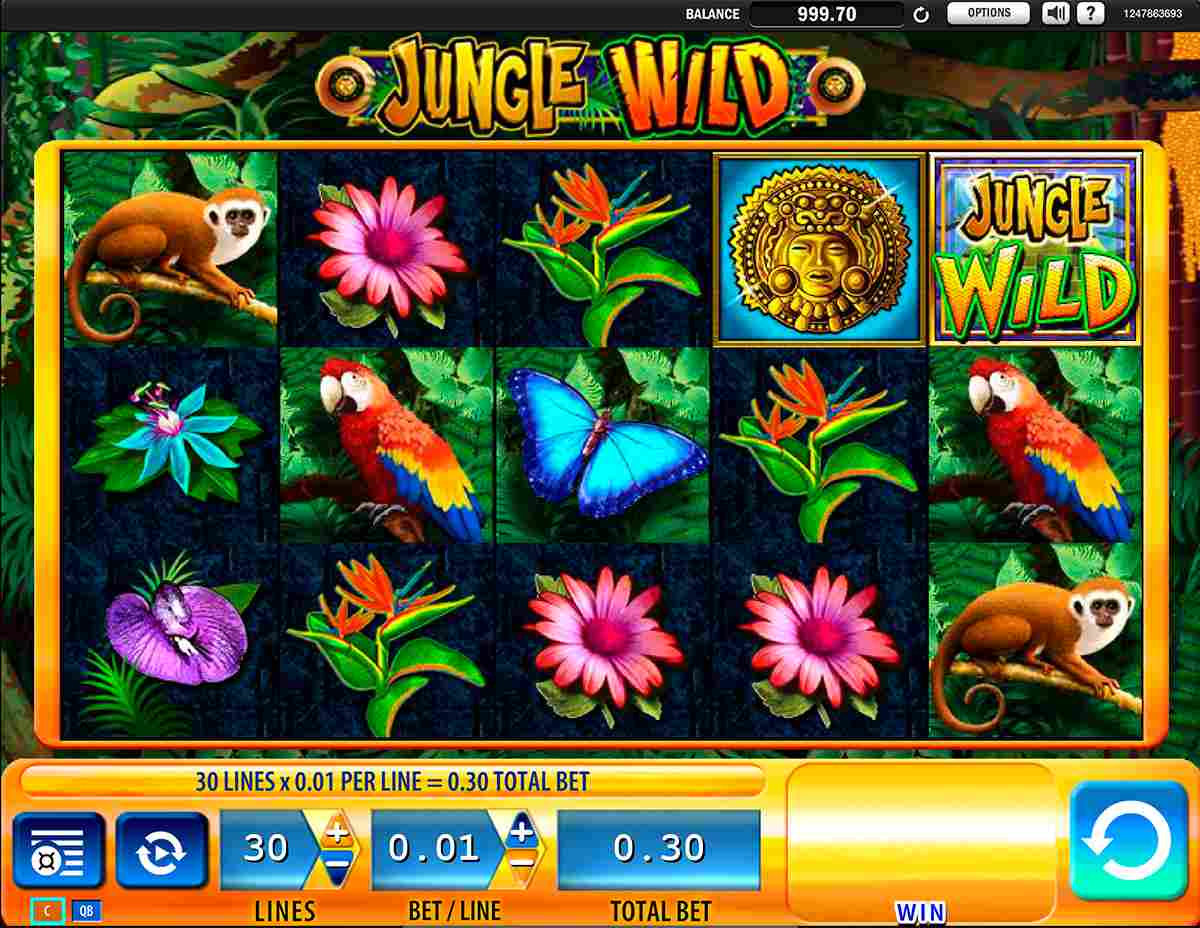 BALANCE 999.70 OPTIONS ? 1247863693
JUNGLE WILD
JUNGLE
WILD
30 LINES x 0.01 PER LINE = 0.30 TOTAL BET
30 + 0.01 + 0.30
C QB LINES BET / LINE TOTAL BET WIN